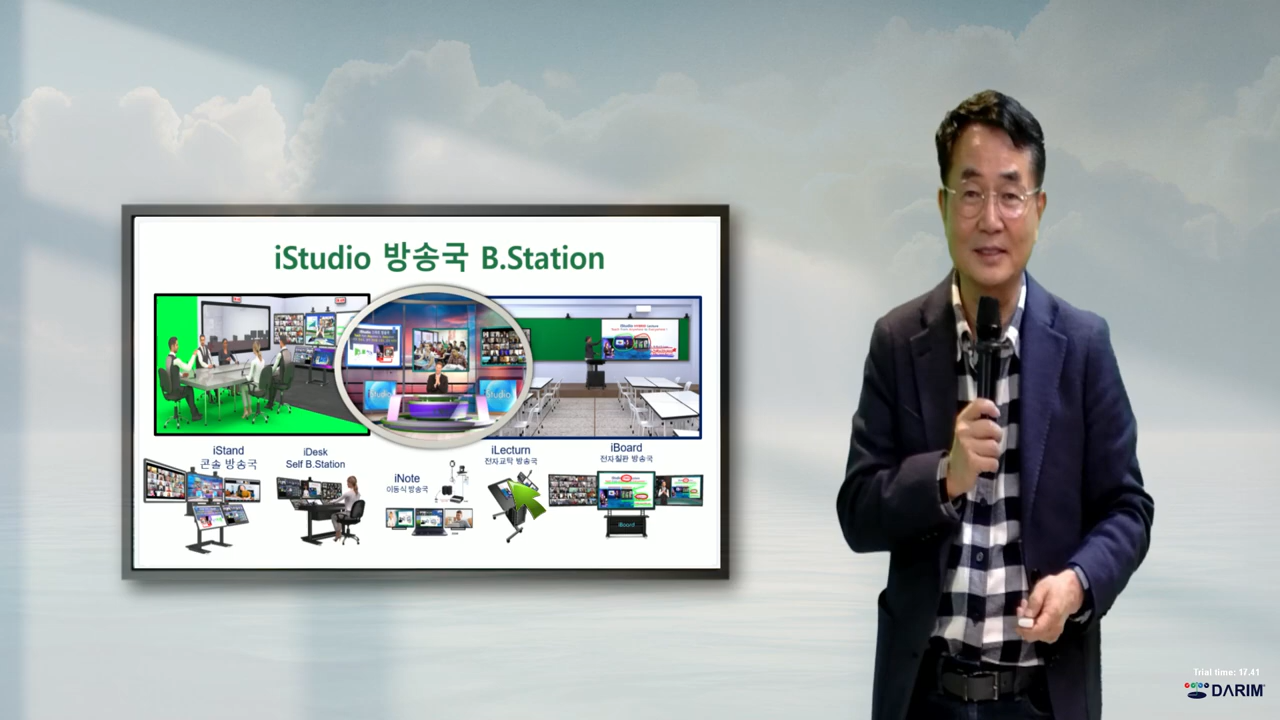 iStudio 방송국 B.Station
iStand
콘솔 방송국
iDesk
Self B.Station
iNote
이동식 방송국
iLecturn
전자교탁 방송국
iBoard
전자칠판 방송국
iStudio
iBoard
Trial time: 17.41
DARIM